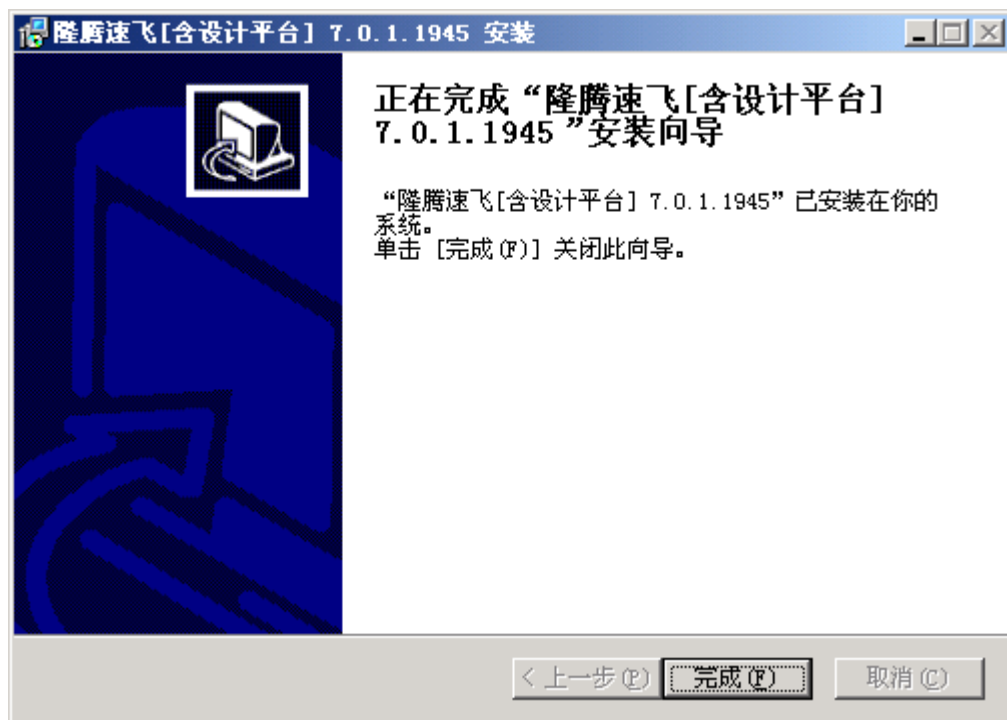 隆腾速飞[含设计平台] 7.0.1.1945 安装
正在完成“隆腾速飞[含设计平台]
7.0.1.1945”安装向导
“隆腾速飞[含设计平台] 7.0.1.1945”已安装在你的
系统。
单击 [完成(F)] 关闭此向导。
< 上一步(P) 完成(F) 取消(C)